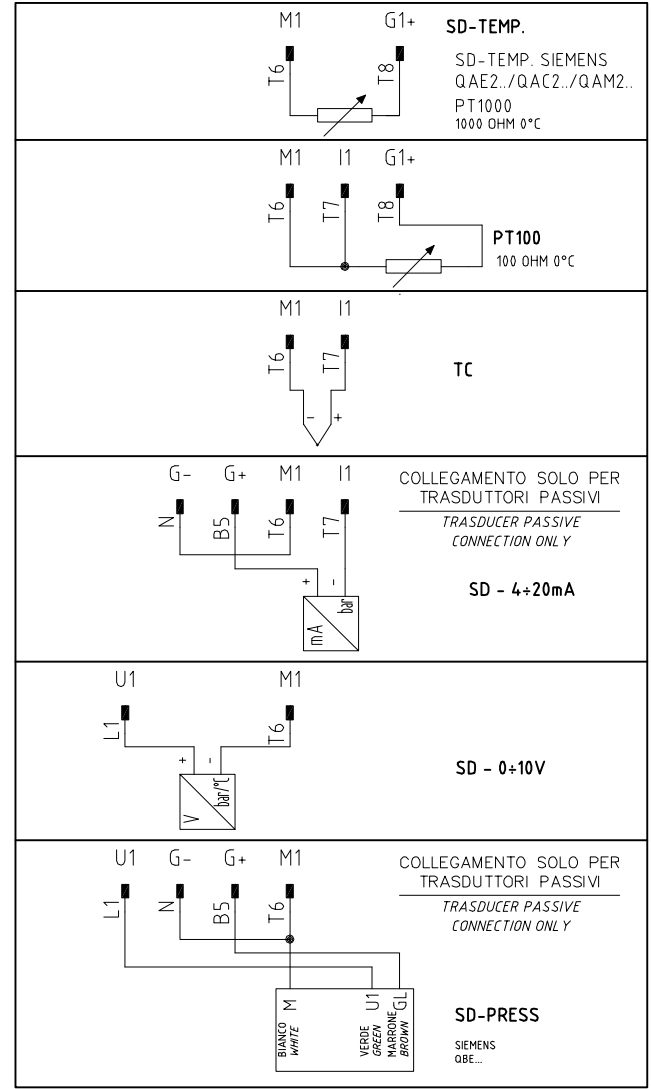 M1 G1+ SD-TEMP.
T6 T8 SD-TEMP. SIEMENS
QAE2../QAC2../QAM2..
PT1000
1000 OHM 0°C
M1 I1 G1+
T6 T7 T8
PT100
100 OHM 0°C
M1 I1
T6 T7
TC
- +
G- G+ M1 I1
COLLEGAMENTO SOLO PER
TRASDUTTORI PASSIVI
N B5 T6 T7
TRASDUCER PASSIVE
CONNECTION ONLY
+ -
SD - 4÷20mA
mA bar
U1 M1
L1 T6
+ -
SD - 0÷10V
V bar/°C
U1 G- G+ M1
COLLEGAMENTO SOLO PER
TRASDUTTORI PASSIVI
L1 N B5 T6
TRASDUCER PASSIVE
CONNECTION ONLY
M U1 GL
BIANCO
WHITE
VERDE
GREEN
MARRONE
BROWN
SD-PRESS
SIEMENS
QBE...